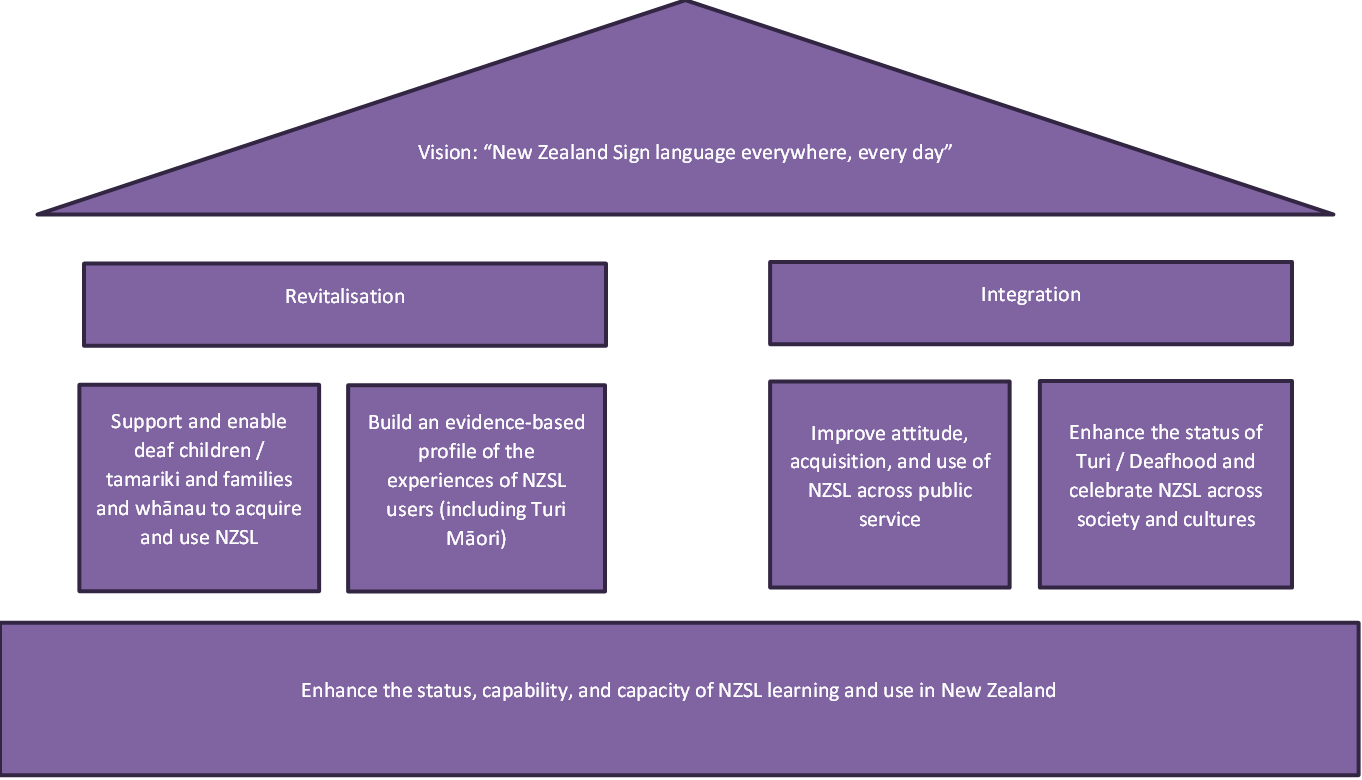 Vision: “New Zealand Sign language everywhere, every day”
Revitalisation
Integration
Support and enable
deaf children /
tamariki and families
and whānau to acquire
and use NZSL
Build an evidence-based
profile of the
experiences of NZSL
users (including Turi
Māori)
Improve attitude,
acquisition, and use of
NZSL across public
service
Enhance the status of
Turi / Deafhood and
celebrate NZSL across
society and cultures
Enhance the status, capability, and capacity of NZSL learning and use in New Zealand